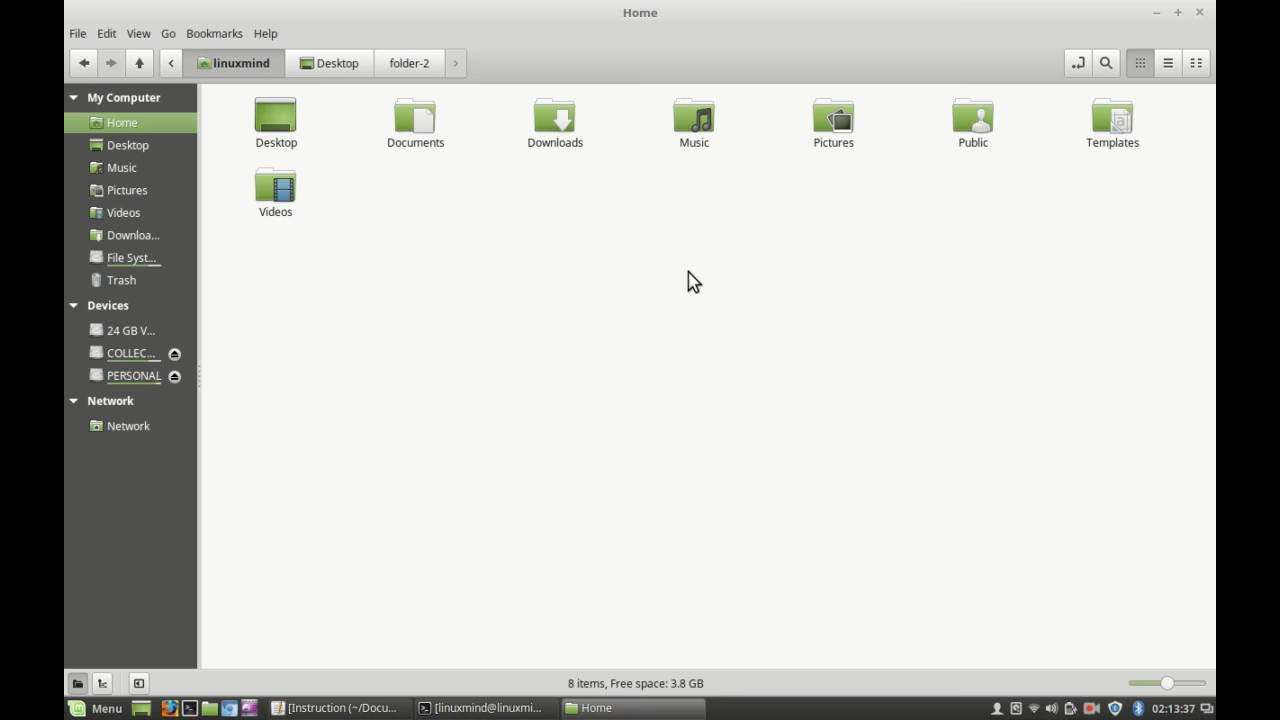 Home
File Edit View Go Bookmarks Help
linuxmind Desktop folder-2
My Computer
Home
Desktop
Music
Pictures
Videos
Downloa...
File Syst...
Trash
Devices
24 GB V...
COLLEC...
PERSONAL
Network
Network
Desktop Documents Downloads Music Pictures Public Templates
Videos
8 items, Free space: 3.8 GB
Menu [Instruction (~/Docu... [linuxmind@linuxmi... Home 02:13:37